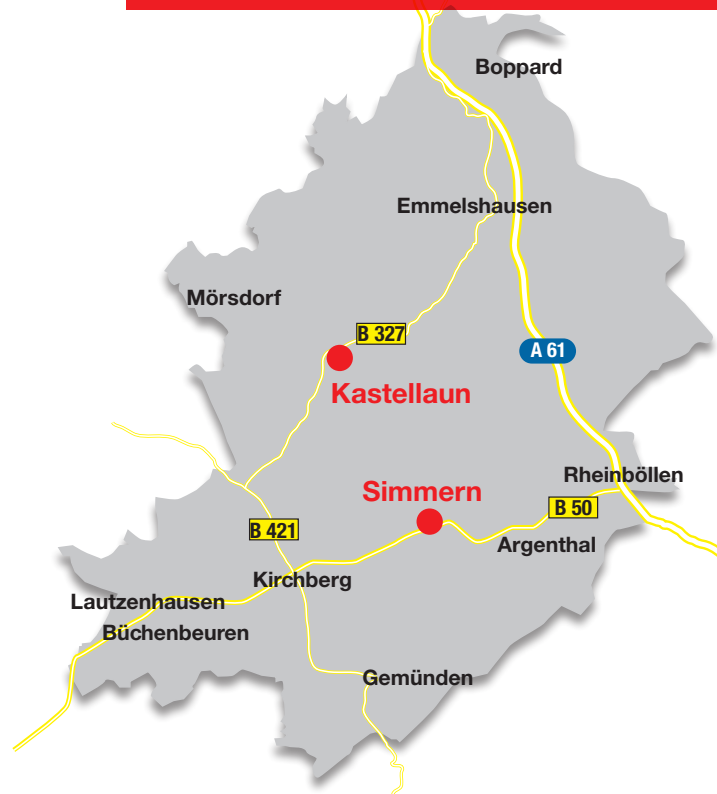 Boppard
Emmelshausen
Mörsdorf
B 327
A 61
Kastellaun
Rheinböllen
Simmern
B 50
B 421
Argenthal
Kirchberg
Lautzenhausen
Büchenbeuren
Gemünden